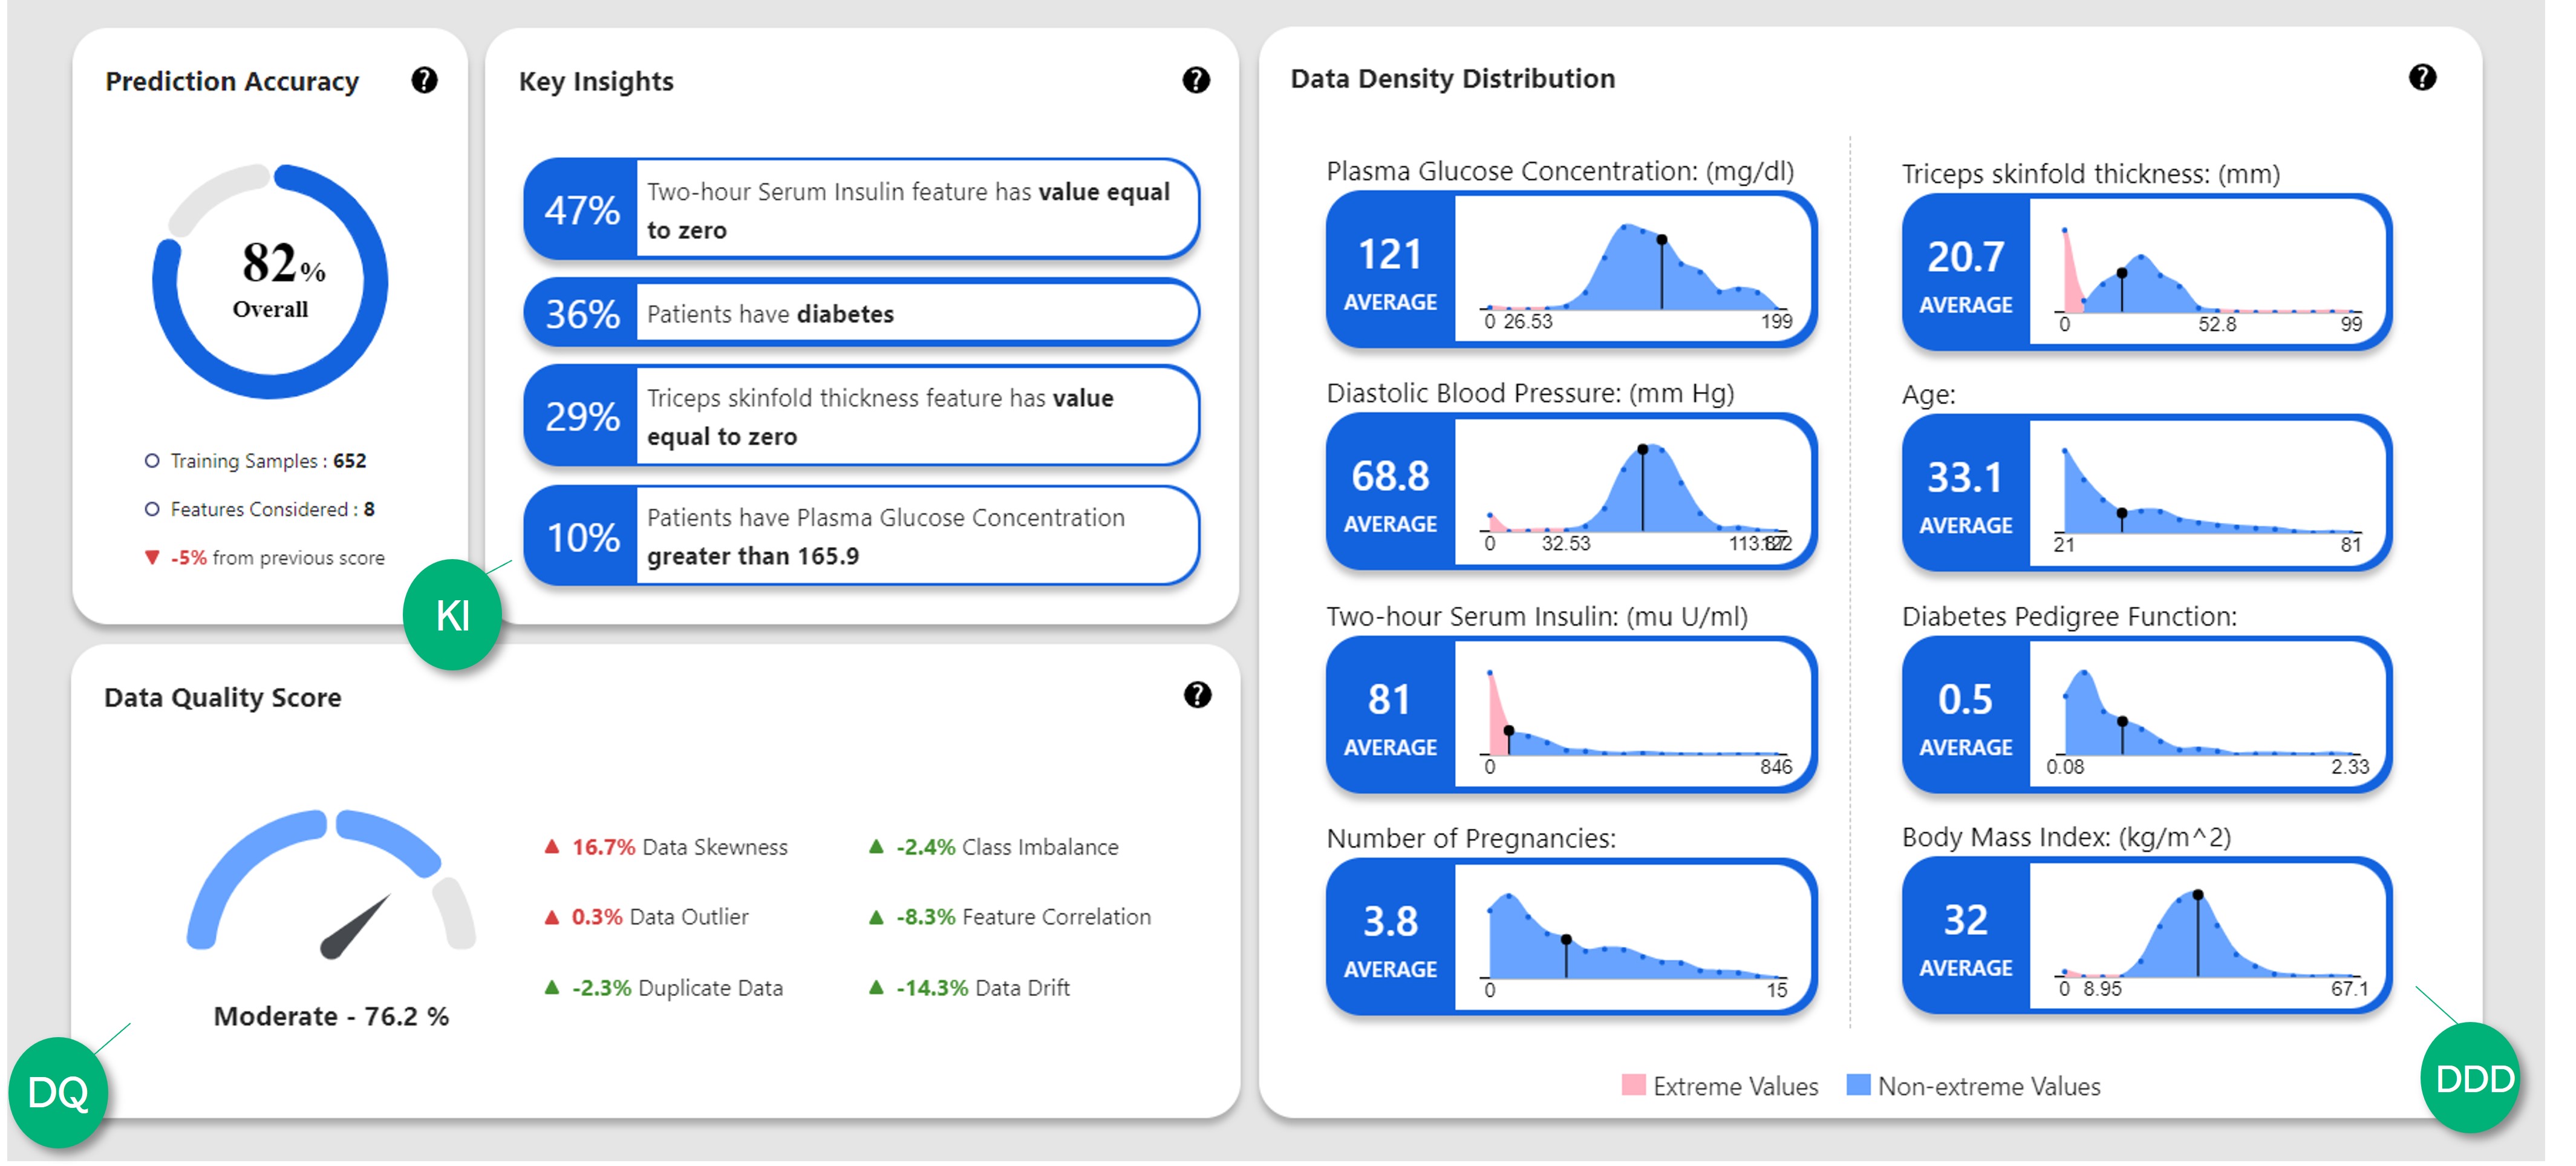 Prediction Accuracy
?
82%
Overall
Training Samples : 652
Features Considered : 8
-5% from previous score
Key Insights
?
47%
Two-hour Serum Insulin feature has value equal
to zero
36%
Patients have diabetes
29%
Triceps skinfold thickness feature has value
equal to zero
10%
Patients have Plasma Glucose Concentration
greater than 165.9
KI
Data Quality Score
?
Moderate - 76.2 %
16.7% Data Skewness
0.3% Data Outlier
-2.3% Duplicate Data
-2.4% Class Imbalance
-8.3% Feature Correlation
-14.3% Data Drift
DQ
Data Density Distribution
?
Plasma Glucose Concentration: (mg/dl)
121
AVERAGE
0 26.53 199
Diastolic Blood Pressure: (mm Hg)
68.8
AVERAGE
0 32.53
Two-hour Serum Insulin: (mu U/ml)
81
AVERAGE
0 846
Number of Pregnancies:
3.8
AVERAGE
0 15
Triceps skinfold thickness: (mm)
20.7
AVERAGE
0 52.8 99
Age:
33.1
AVERAGE
21 81
Diabetes Pedigree Function:
0.5
AVERAGE
0.08 2.33
Body Mass Index: (kg/m^2)
32
AVERAGE
0 8.95 67.1
Extreme Values
Non-extreme Values
DDD